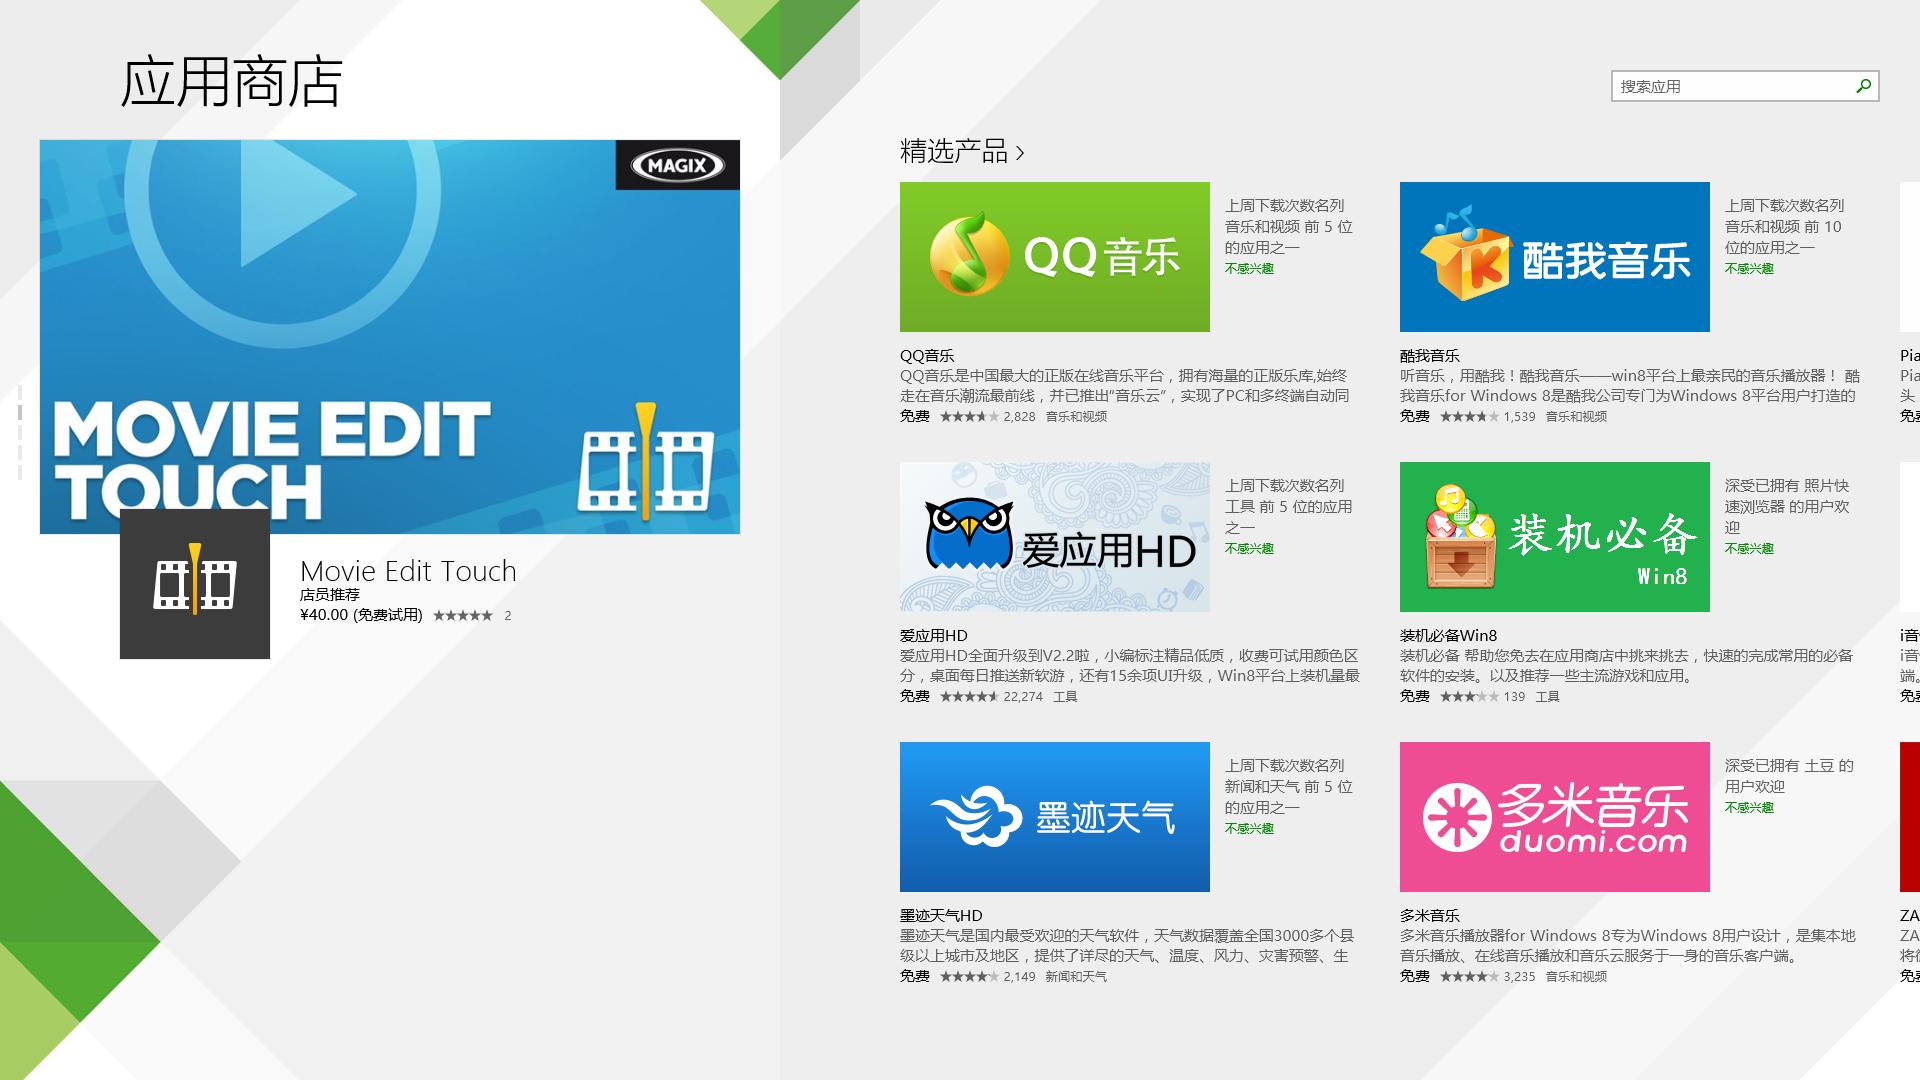 应用商店
搜索应用
MAGIX
MOVIE EDIT
TOUCH
Movie Edit Touch
店员推荐
¥40.00 (免费试用) 2
精选产品
QQ音乐
上周下载次数名列
音乐和视频 前 5 位
的应用之一
不感兴趣
QQ音乐
QQ音乐是中国最大的正版在线音乐平台，拥有海量的正版乐库,始终
走在音乐潮流最前线，并已推出“音乐云”，实现了PC和多终端自动同
免费 2,828 音乐和视频
酷我音乐
上周下载次数名列
音乐和视频 前 10
位的应用之一
不感兴趣
酷我音乐
听音乐，用酷我！酷我音乐——win8平台上最亲民的音乐播放器！ 酷
我音乐for Windows 8是酷我公司专门为Windows 8平台用户打造的
免费 1,539 音乐和视频
爱应用HD
上周下载次数名列
工具 前 5 位的应用
之一
不感兴趣
爱应用HD
爱应用HD全面升级到V2.2啦，小编标注精品低质，收费可试用颜色区
分，桌面每日推送新软游，还有15余项UI升级，Win8平台上装机量最
免费 22,274 工具
装机必备
Win8
深受已拥有 照片快
速浏览器 的用户欢
迎
不感兴趣
装机必备Win8
装机必备 帮助您免去在应用商店中挑来挑去，快速的完成常用的必备
软件的安装。以及推荐一些主流游戏和应用。
免费 139 工具
墨迹天气
上周下载次数名列
新闻和天气 前 5 位
的应用之一
不感兴趣
墨迹天气HD
墨迹天气是国内最受欢迎的天气软件，天气数据覆盖全国3000多个县
级以上城市及地区，提供了详尽的天气、温度、风力、灾害预警、生
免费 2,149 新闻和天气
多米音乐
duomi.com
深受已拥有 土豆 的
用户欢迎
不感兴趣
多米音乐
多米音乐播放器for Windows 8专为Windows 8用户设计，是集本地
音乐播放、在线音乐播放和音乐云服务于一身的音乐客户端。
免费 3,235 音乐和视频
Pia
Pia
头
i音
i音
端。
ZA
ZA